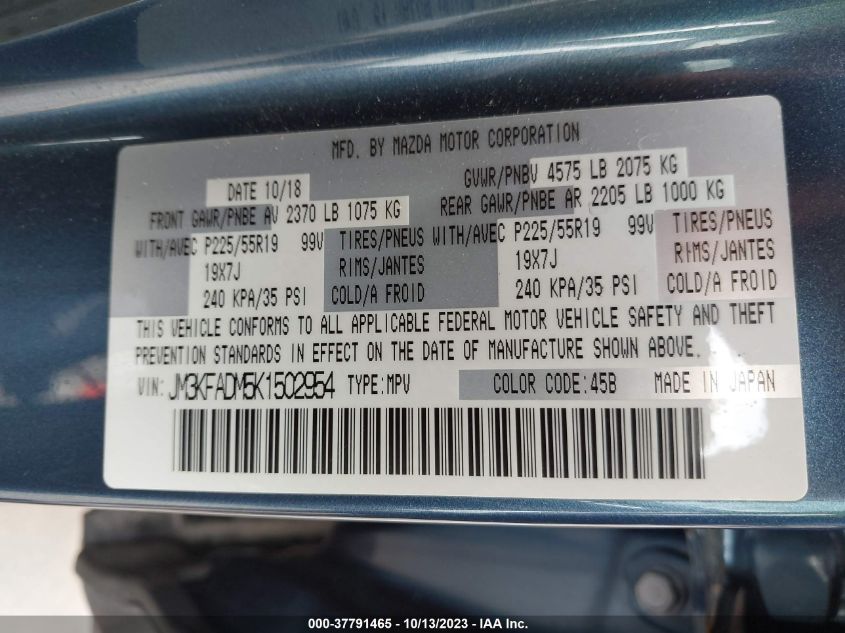 MFD. BY MAZDA MOTOR CORPORATION
DATE 10/18
GVWR/PNBV 4575 LB 2075 KG
FRONT GAWR/PNBE AV 2370 LB 1075 KG
REAR GAWR/PNBE AR 2205 LB 1000 KG
WITH/AVEC P225/55R19 99V TIRES/PNEUS WITH/AVEC P225/55R19 99V TIRES/PNEUS
19X7J RIMS/JANTES 19X7J RIMS/JANTES
240 KPA/35 PSI COLD/A FROID 240 KPA/35 PSI COLD/A FROID
THIS VEHICLE CONFORMS TO ALL APPLICABLE FEDERAL MOTOR VEHICLE SAFETY AND THEFT
PREVENTION STANDARDS IN EFFECT ON THE DATE OF MANUFACTURE SHOWN ABOVE.
VIN: JM3KFADM5K1502954 TYPE:MPV COLOR CODE:45B MADE IN JAPAN
000-37791465 - 10/13/2023 - IAA Inc.